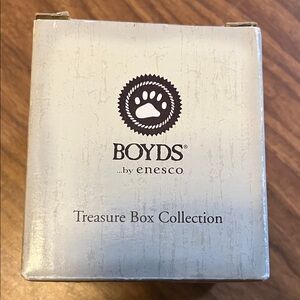 BOYDS®
...by enesco
Treasure Box Collection